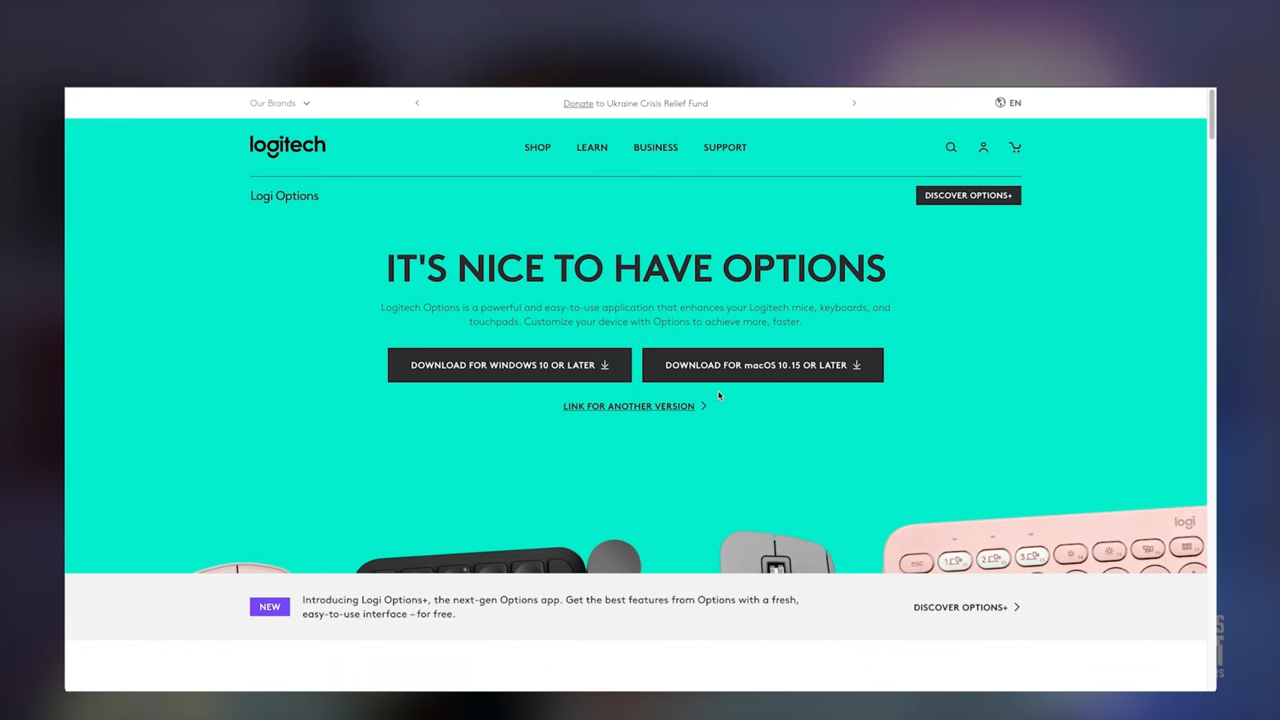 Our Brands
Donate to Ukraine Crisis Relief Fund
EN
logitech
SHOP LEARN BUSINESS SUPPORT
Logi Options
DISCOVER OPTIONS+
IT'S NICE TO HAVE OPTIONS
Logitech Options is a powerful and easy-to-use application that enhances your Logitech mice, keyboards, and
touchpads. Customize your device with Options to achieve more, faster.
DOWNLOAD FOR WINDOWS 10 OR LATER
DOWNLOAD FOR macOS 10.15 OR LATER
LINK FOR ANOTHER VERSION
logi
esc 1 2 3
NEW
Introducing Logi Options+, the next-gen Options app. Get the best features from Options with a fresh,
easy-to-use interface – for free.
DISCOVER OPTIONS+